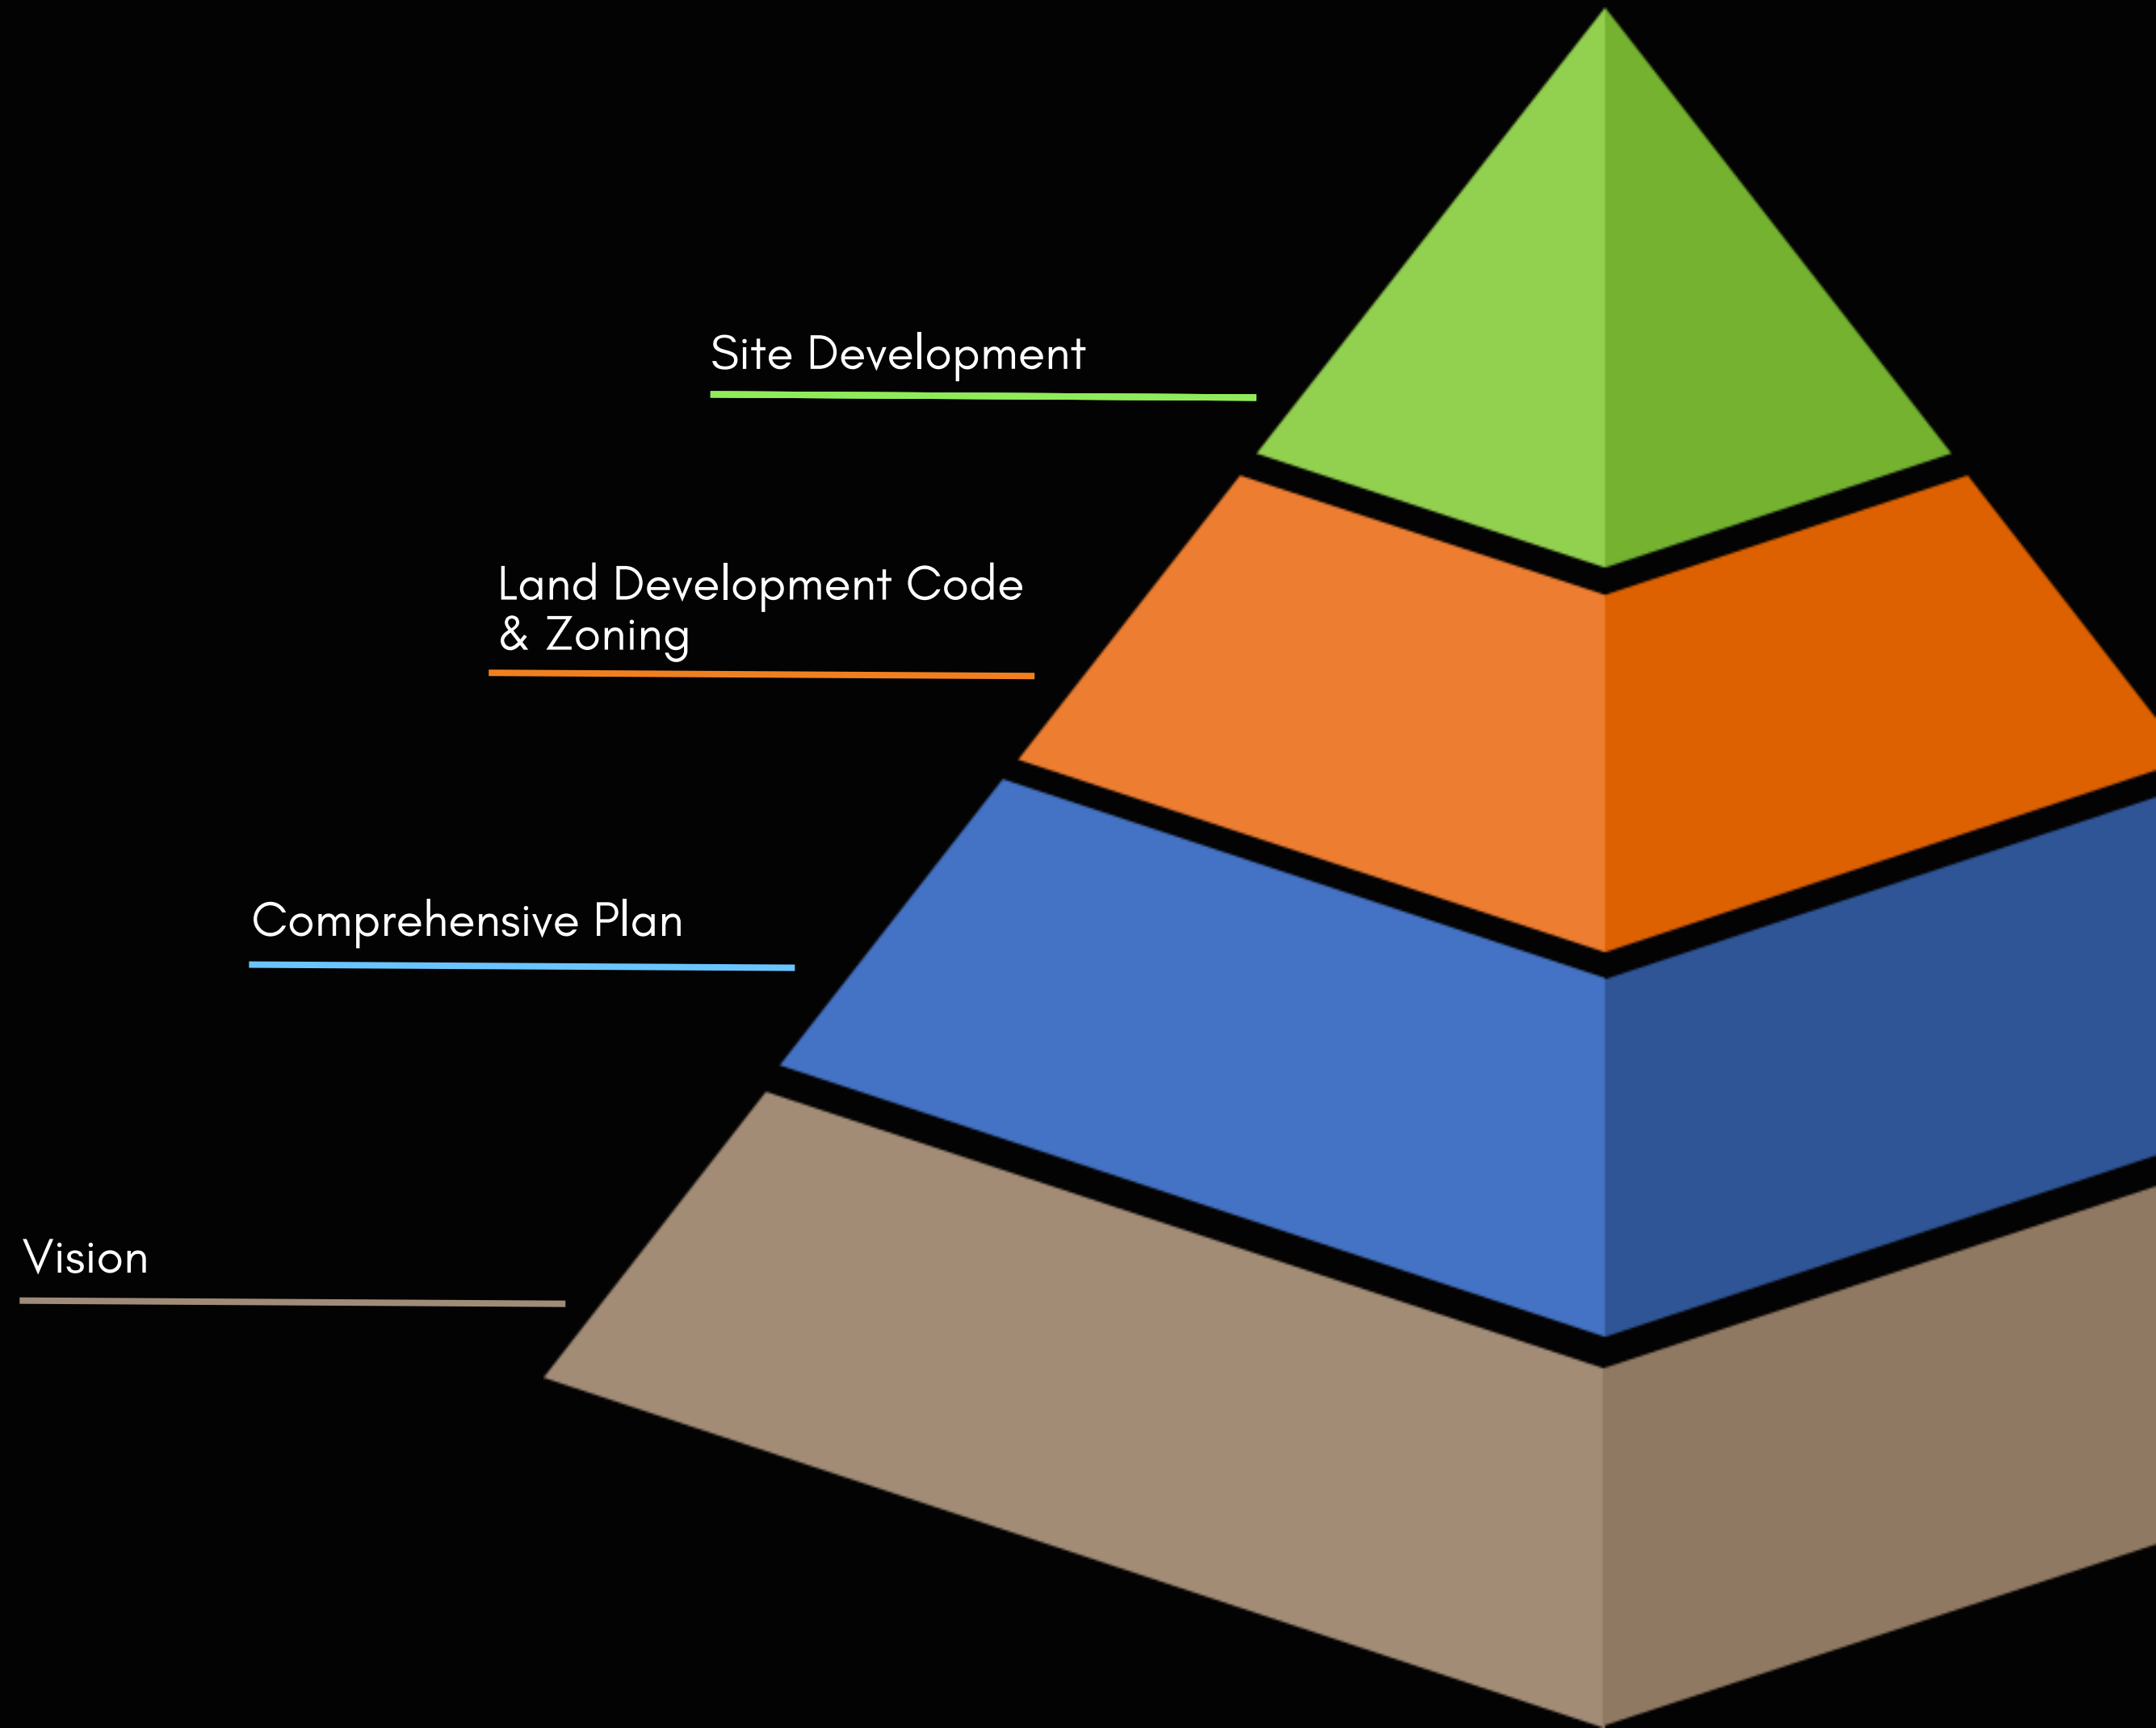 Site Development
Land Development Code
& Zoning
Comprehensive Plan
Vision